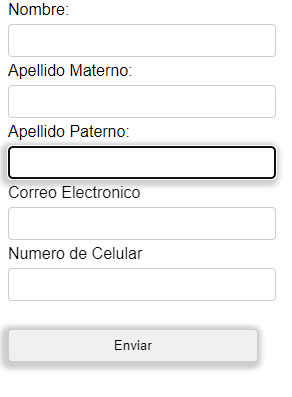 Nombre:
Apellido Materno:
Apellido Paterno:
Correo Electronico
Numero de Celular
Enviar